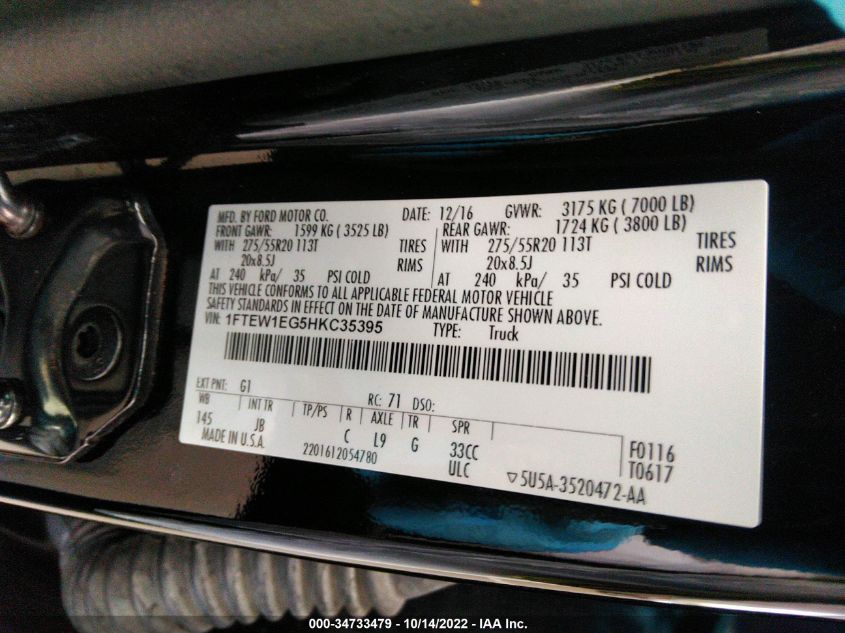 MFD. BY FORD MOTOR CO. DATE: 12/16 GVWR: 3175 KG ( 7000 LB)
FRONT GAWR: 1599 KG ( 3525 LB) REAR GAWR: 1724 KG ( 3800 LB)
WITH 275/55R20 113T TIRES WITH 275/55R20 113T TIRES
20x8.5J RIMS 20x8.5J RIMS
AT 240 kPa/ 35 PSI COLD AT 240 kPa/ 35 PSI COLD
THIS VEHICLE CONFORMS TO ALL APPLICABLE FEDERAL MOTOR VEHICLE
SAFETY STANDARDS IN EFFECT ON THE DATE OF MANUFACTURE SHOWN ABOVE.
VIN: 1FTEW1EG5HKC35395 TYPE: Truck
EXT PNT: G1 RC: 71 DSO:
WB INT TR TP/PS R AXLE TR SPR
145 JB C L9 G 33CC F0116
MADE IN U.S.A. 2201612054780 ULC T0617
▽5U5A-3520472-AA
000-34733479 - 10/14/2022 - IAA Inc.